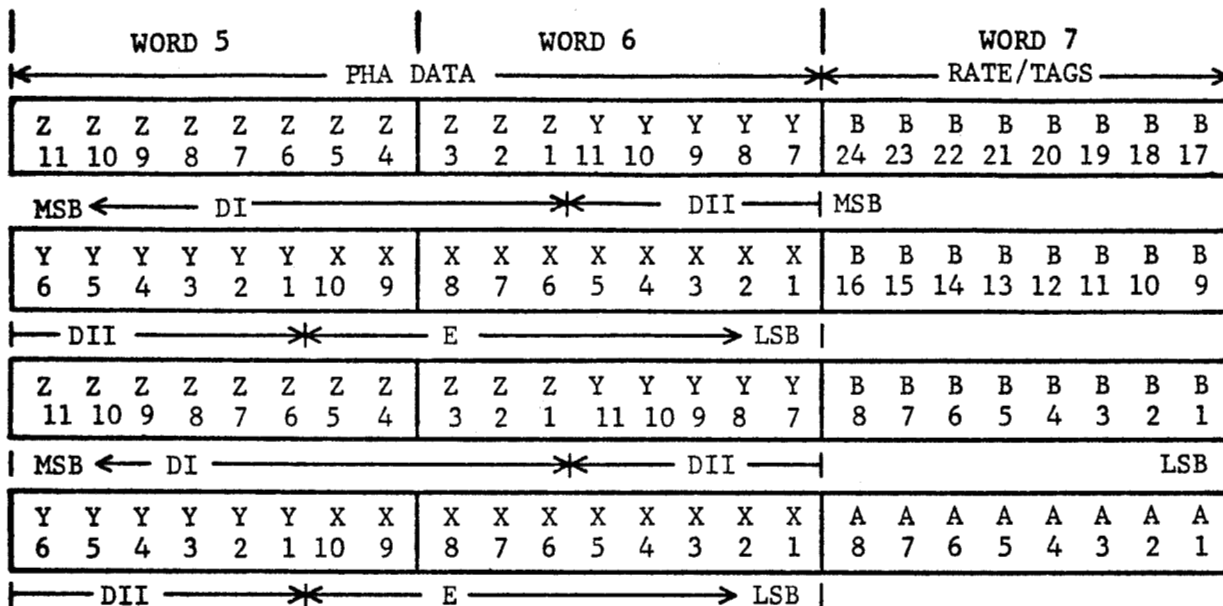 WORD 5 WORD 6 WORD 7
PHA DATA RATE/TAGS
Z Z Z Z Z Z Z Z Z Z Z Y Y Y Y Y B B B B B B B B
11 10 9 8 7 6 5 4 3 2 1 11 10 9 8 7 24 23 22 21 20 19 18 17
MSB DI DII MSB
Y Y Y Y Y Y X X X X X X X X X X B B B B B B B B
6 5 4 3 2 1 10 9 8 7 6 5 4 3 2 1 16 15 14 13 12 11 10 9
DII E LSB
Z Z Z Z Z Z Z Z Z Z Z Y Y Y Y Y B B B B B B B B
11 10 9 8 7 6 5 4 3 2 1 11 10 9 8 7 8 7 6 5 4 3 2 1
MSB DI DII LSB
Y Y Y Y Y Y X X X X X X X X X X A A A A A A A A
6 5 4 3 2 1 10 9 8 7 6 5 4 3 2 1 8 7 6 5 4 3 2 1
DII E LSB